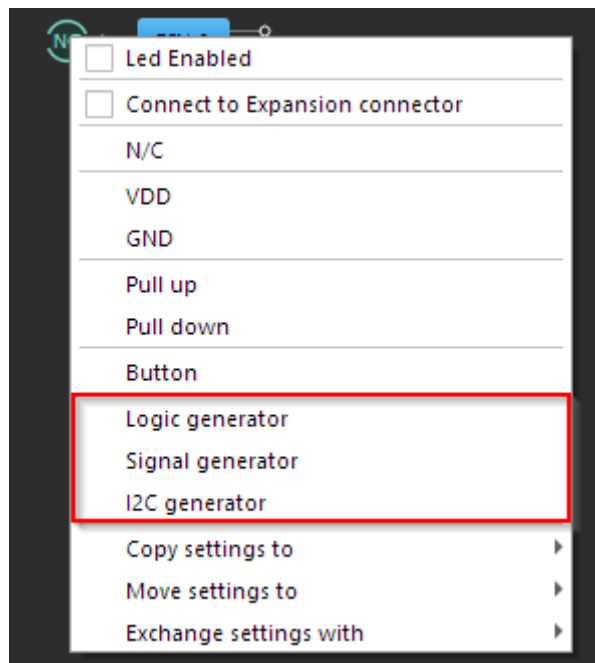 Led Enabled
Connect to Expansion connector
N/C
VDD
GND
Pull up
Pull down
Button
Logic generator
Signal generator
I2C generator
Copy settings to
Move settings to
Exchange settings with